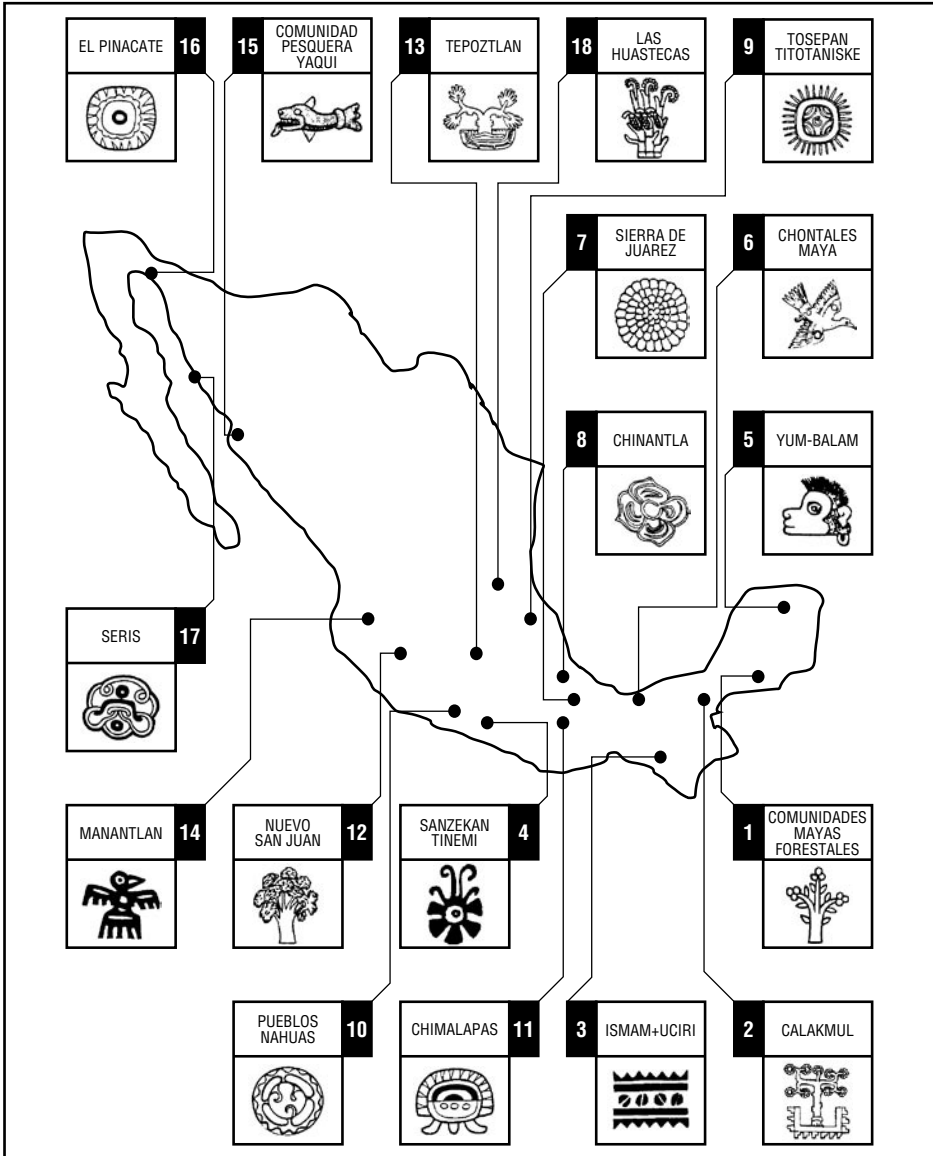 EL PINACATE 16
15 COMUNIDAD
PESQUERA
YAQUI
13 TEPOZTLAN
18 LAS
HUASTECAS
9 TOSEPAN
TITOTANISKE
7 SIERRA DE
JUAREZ
6 CHONTALES
MAYA
8 CHINANTLA
5 YUM-BALAM
SERIS 17
MANANTLAN 14
NUEVO
SAN JUAN 12
SANZEKAN
TINEMI 4
1 COMUNIDADES
MAYAS
FORESTALES
PUEBLOS
NAHUAS 10
CHIMALAPAS 11
3 ISMAM+UCIRI
2 CALAKMUL